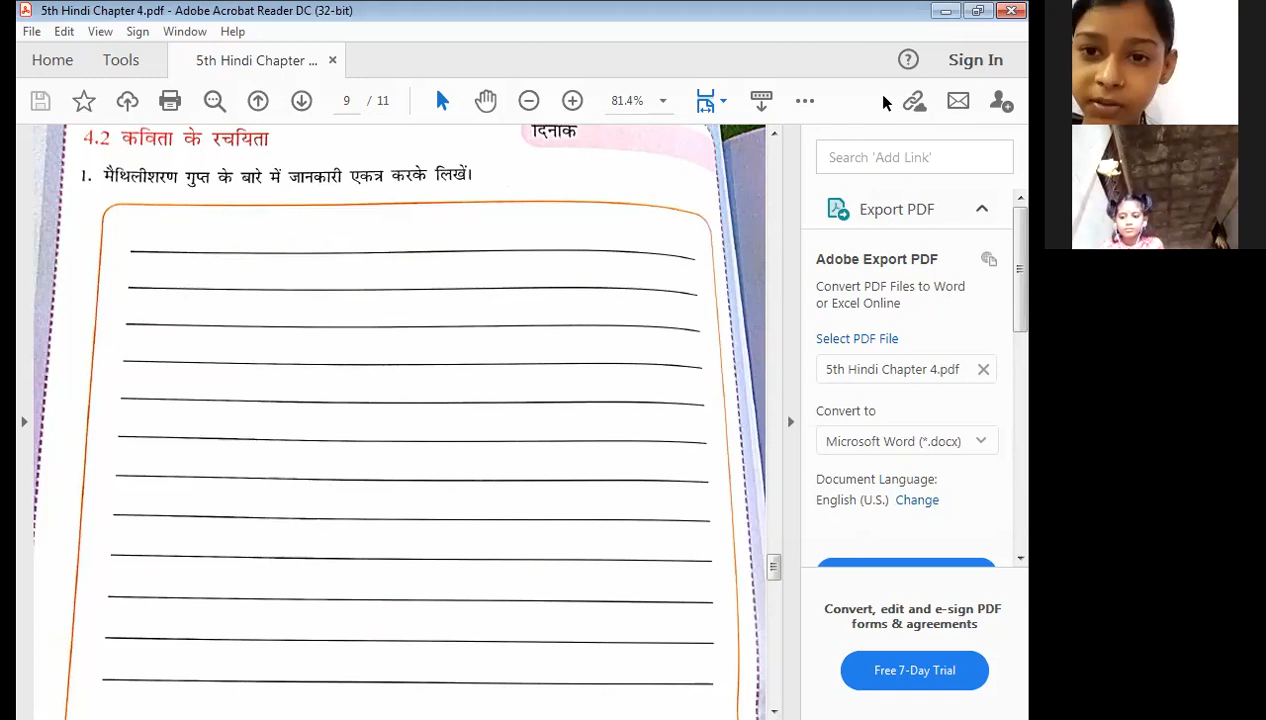 5th Hindi Chapter 4.pdf - Adobe Acrobat Reader DC (32-bit)
File Edit View Sign Window Help
Home Tools 5th Hindi Chapter ... × Sign In
9 / 11 81.4%
4.2 कविता के रचयिता
दिनांक
1. मैथिलीशरण गुप्त के बारे में जानकारी एकत्र करके लिखें।
Search 'Add Link'
Export PDF
Adobe Export PDF
Convert PDF Files to Word
or Excel Online
Select PDF File
5th Hindi Chapter 4.pdf
Convert to
Microsoft Word (*.docx)
Document Language:
English (U.S.) Change
Convert, edit and e-sign PDF
forms & agreements
Free 7-Day Trial